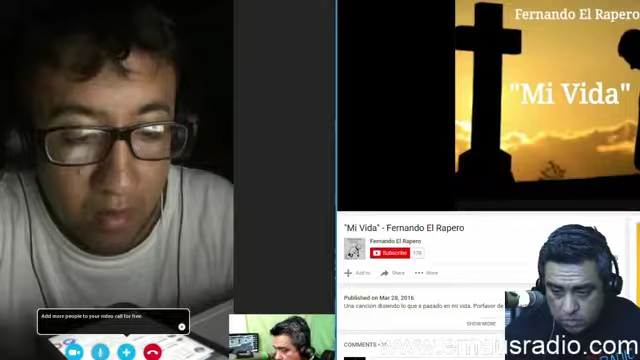 Fernando El Rapero
"Mi Vida"
"Mi Vida" - Fernando El Rapero
Fernando El Rapero
Subscribe 178
Add to Share More
Published on Mar 28, 2016
Una cancion disiendo lo que a pasado en mi vida. Porfavor de
SHOW MORE
COMMENTS
Add more people to your video call for free.
www.emausradio.com